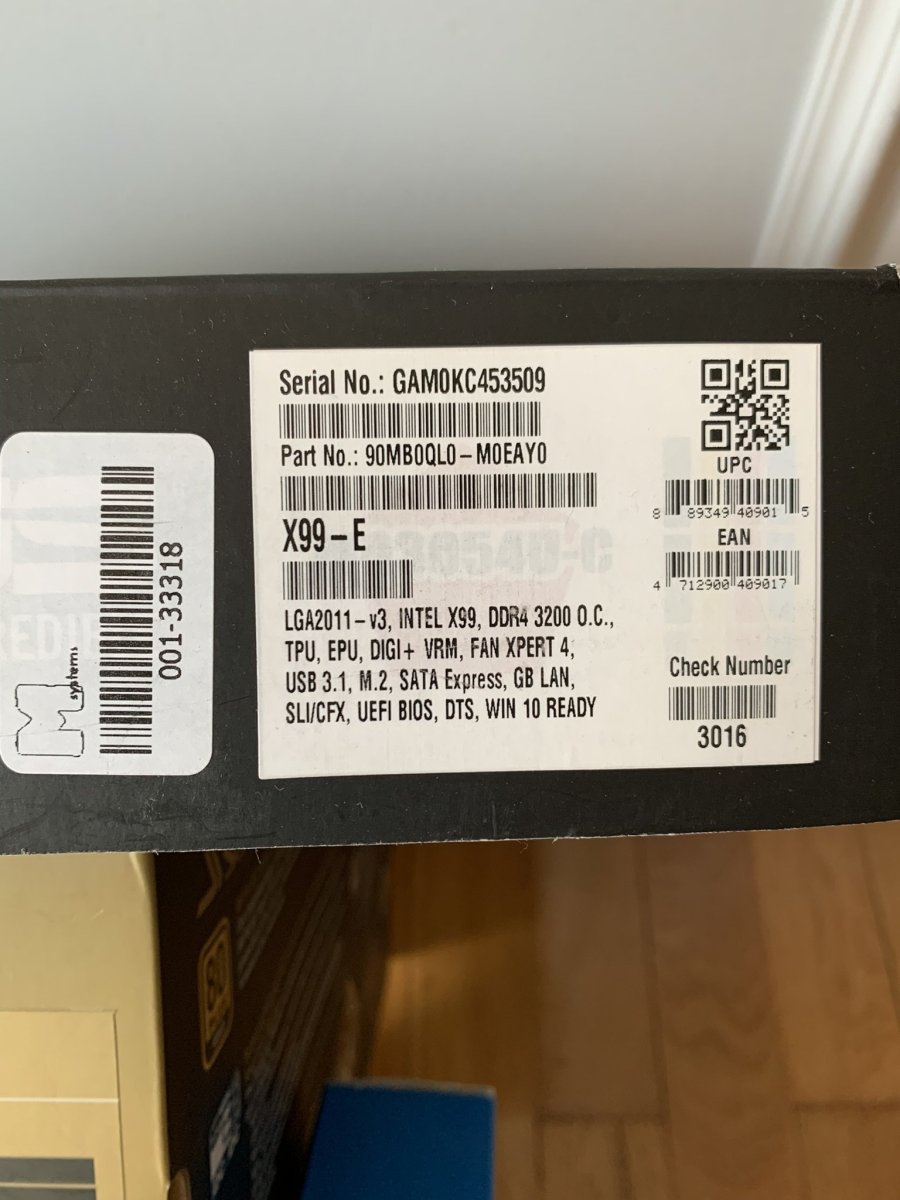 Serial No.: GAM0KC453509
Part No.: 90MB0QL0-M0EAY0
X99-E
LGA2011-v3, INTEL X99, DDR4 3200 O.C.,
TPU, EPU, DIGI+ VRM, FAN XPERT 4,
USB 3.1, M.2, SATA Express, GB LAN,
SLI/CFX, UEFI BIOS, DTS, WIN 10 READY
UPC
8 89349 40901 5
EAN
4 712900 409017
Check Number
3016
001-33318
M systems
80